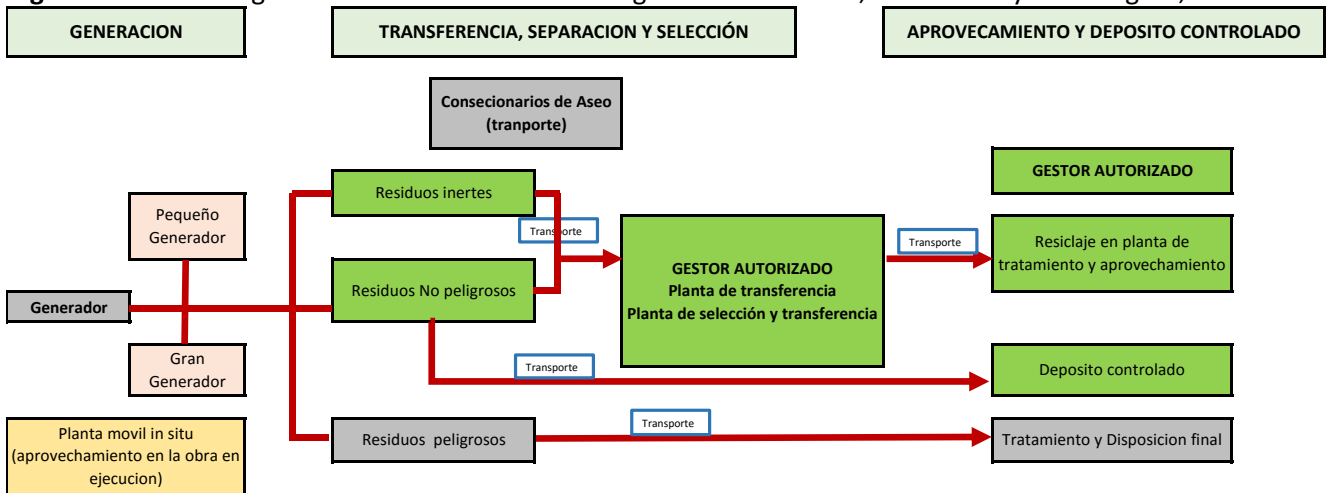 GENERACION
TRANSFERENCIA, SEPARACION Y SELECCIÓN
APROVECAMIENTO Y DEPOSITO CONTROLADO
Consecionarios de Aseo
(tranporte)
GESTOR AUTORIZADO
Residuos inertes
Pequeño
Generador
Transporte
Transporte
Resiclaje en planta de
tratamiento y aprovechamiento
GESTOR AUTORIZADO
Planta de transferencia
Planta de selección y transferencia
Residuos No peligrosos
Generador
Gran
Generador
Transporte
Deposito controlado
Planta movil in situ
(aprovechamiento en la obra en
ejecucion)
Residuos peligrosos
Transporte
Tratamiento y Disposicion final